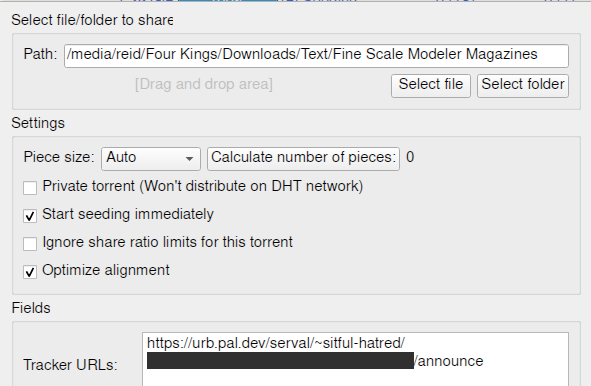 Select file/folder to share
Path: /media/reid/Four Kings/Downloads/Text/Fine Scale Modeler Magazines
[Drag and drop area] Select file Select folder
Settings
Piece size: Auto Calculate number of pieces: 0
Private torrent (Won't distribute on DHT network)
Start seeding immediately
Ignore share ratio limits for this torrent
Optimize alignment
Fields
https://urb.pal.dev/serval/~sitful-hatred/
Tracker URLs: /announce